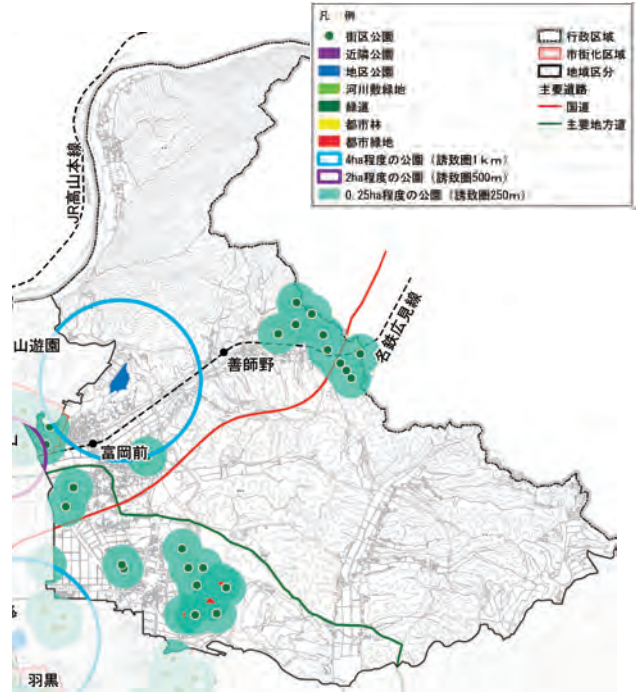 凡 例
街区公園
近隣公園
地区公園
河川敷緑地
緑道
都市林
都市緑地
4ha程度の公園（誘致圏1ｋｍ）
2ha程度の公園（誘致圏500ｍ）
0.25ha程度の公園（誘致圏250ｍ）
行政区域
市街化区域
地域区分
主要道路
国道
主要地方道
JR高山本線
名鉄広見線
山遊園
善師野
富岡前
羽黒